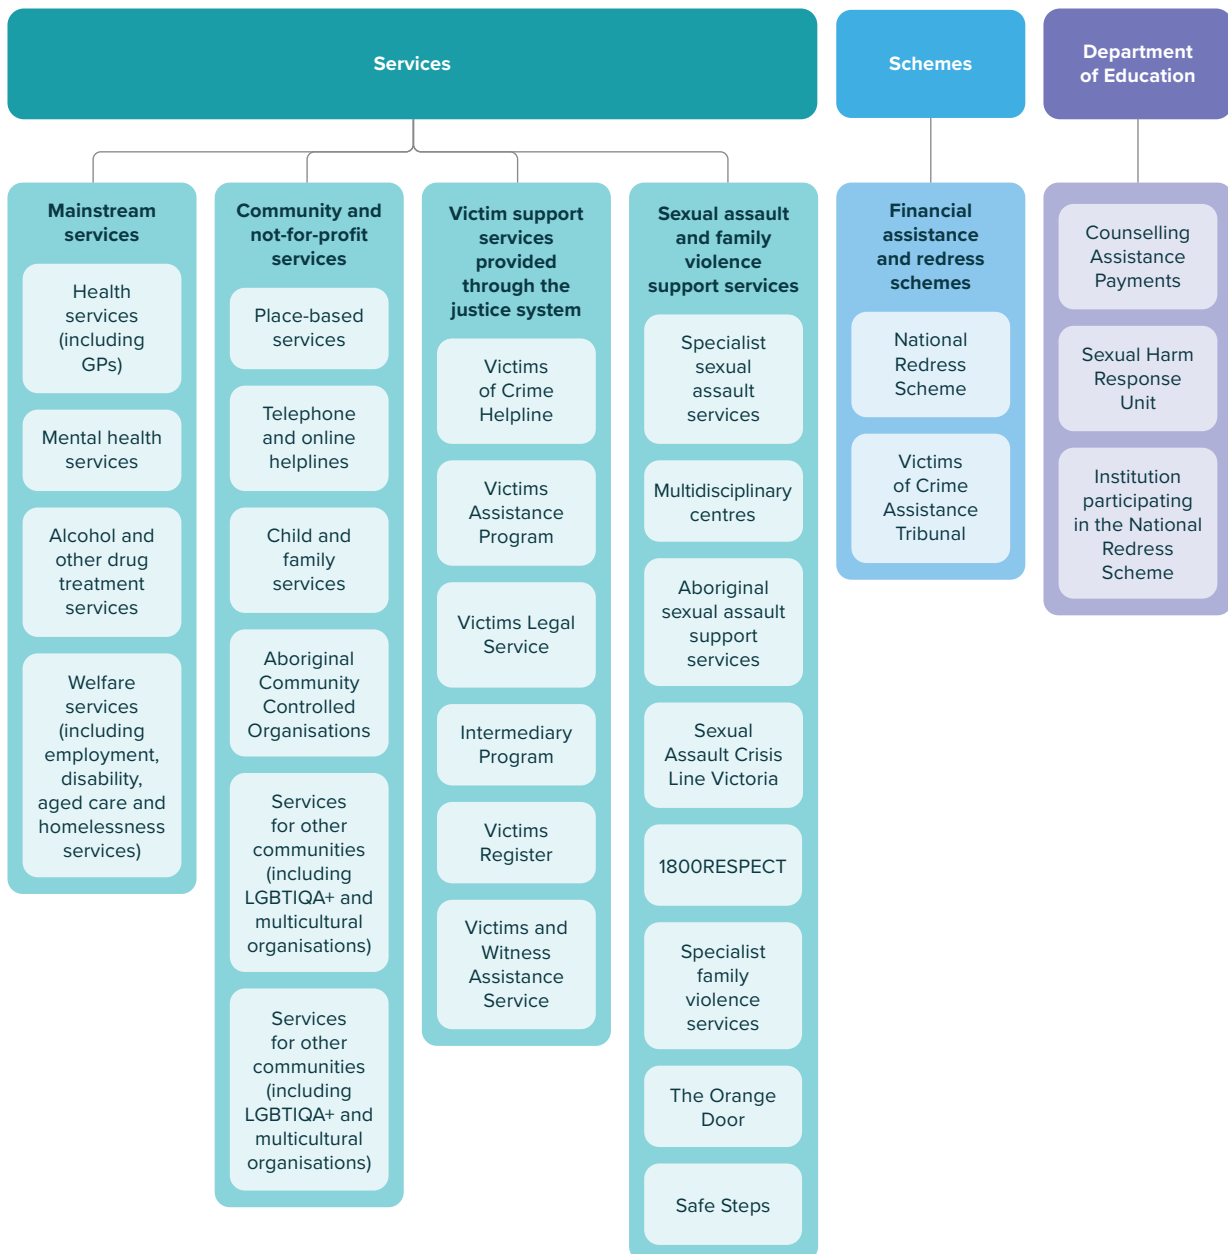 Services
Schemes
Department
of Education
Mainstream
services
Health
services
(including
GPs)
Mental health
services
Alcohol and
other drug
treatment
services
Welfare
services
(including
employment,
disability,
aged care and
homelessness
services)
Community and
not-for-profit
services
Place-based
services
Telephone
and online
helplines
Child and
family
services
Aboriginal
Community
Controlled
Organisations
Services
for other
communities
(including
LGBTIQA+ and
multicultural
organisations)
Services
for other
communities
(including
LGBTIQA+ and
multicultural
organisations)
Victim support
services
provided
through the
justice system
Victims
of Crime
Helpline
Victims
Assistance
Program
Victims Legal
Service
Intermediary
Program
Victims
Register
Victims and
Witness
Assistance
Service
Sexual assault
and family
violence
support services
Specialist
sexual
assault
services
Multidisciplinary
centres
Aboriginal
sexual assault
support
services
Sexual
Assault Crisis
Line Victoria
1800RESPECT
Specialist
family
violence
services
The Orange
Door
Safe Steps
Financial
assistance
and redress
schemes
National
Redress
Scheme
Victims
of Crime
Assistance
Tribunal
Counselling
Assistance
Payments
Sexual Harm
Response
Unit
Institution
participating
in the National
Redress
Scheme